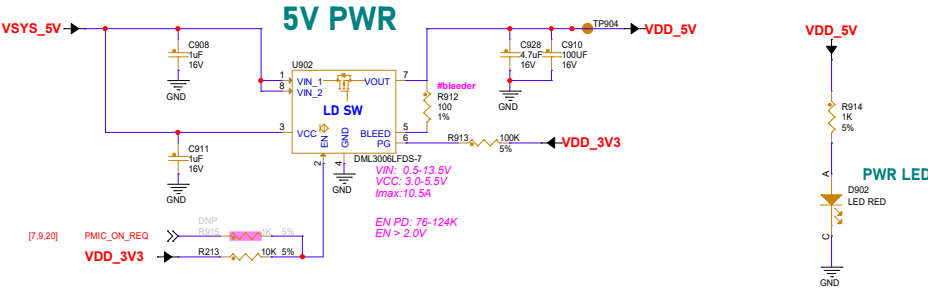 5V PWR
VSYS_5V
TP904
VDD_5V
VDD_5V
C908
1uF
16V
GND
C928
4.7uF
16V
C910
100UF
16V
GND
U902
1
VIN_1
8
VIN_2
VOUT
7
#bleeder
R912
100
1%
LD SW
3
VCC
EN
GND
BLEED
5
PG
6
R913
100K
5%
VDD_3V3
2
4
DML3006LFDS-7
GND
VIN: 0.5-13.5V
VCC: 3.0-5.5V
Imax:10.5A
EN PD: 76-124K
EN > 2.0V
C911
1uF
16V
GND
DNP
[7,9,20]
PMIC_ON_REQ
R915
1K
5%
VDD_3V3
R213
10K
5%
R914
1K
5%
A
PWR LED
D902
LED RED
C
GND